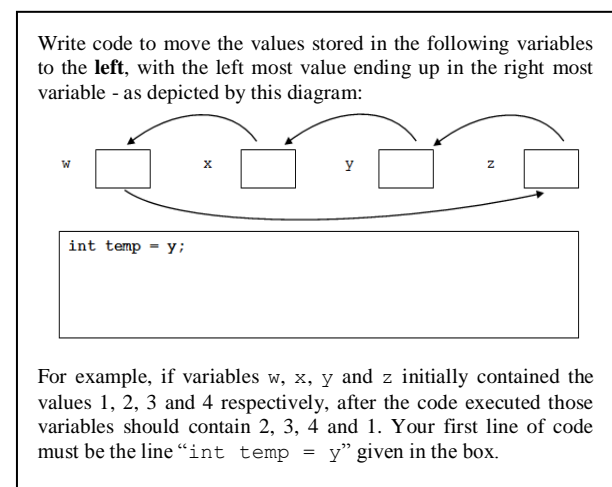 Write code to move the values stored in the following variables
to the left, with the left most value ending up in the right most
variable - as depicted by this diagram:
w x y z
int temp = y;
For example, if variables w, x, y and z initially contained the
values 1, 2, 3 and 4 respectively, after the code executed those
variables should contain 2, 3, 4 and 1. Your first line of code
must be the line “int temp = y” given in the box.